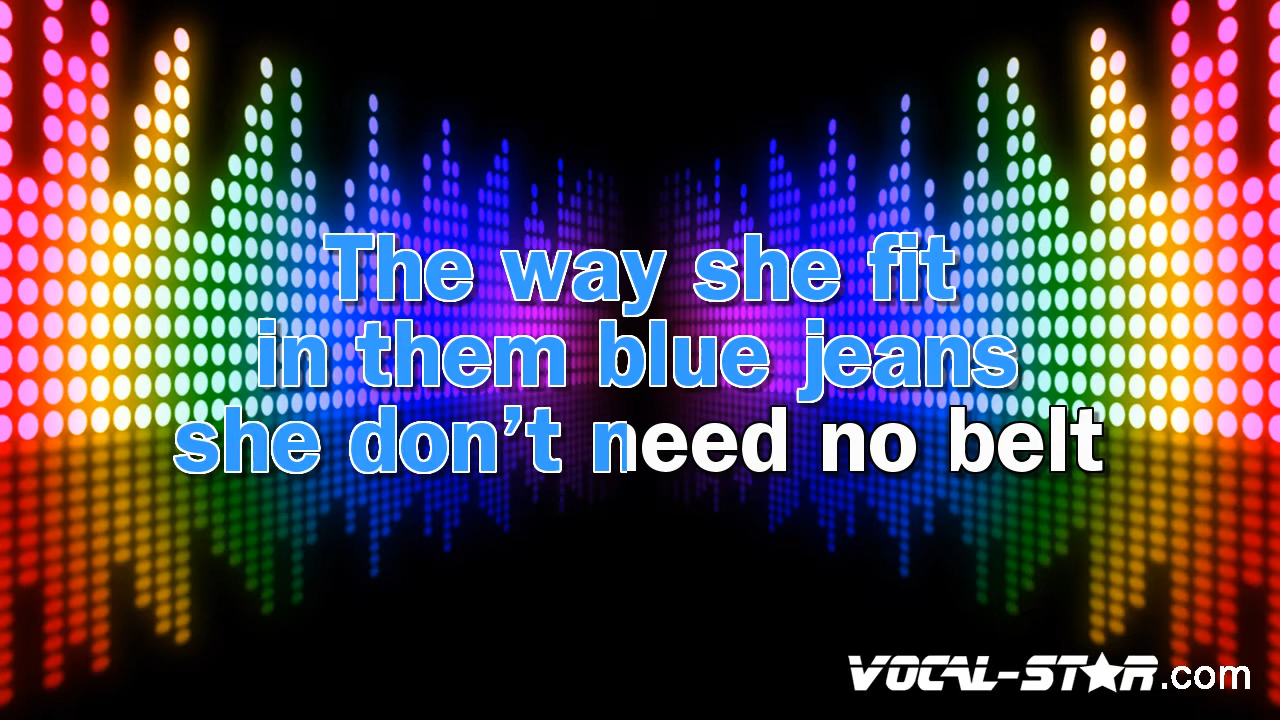 The way she fit
in them blue jeans
she don't need no belt
VOCAL-STAR.com